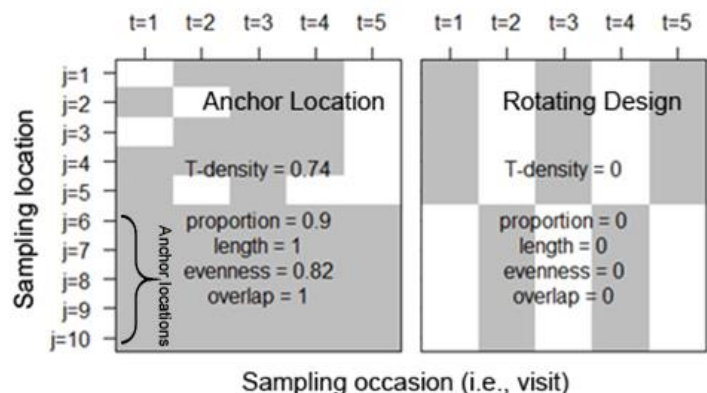 t=1 t=2 t=3 t=4 t=5 t=1 t=2 t=3 t=4 t=5
Sampling location
j=1
j=2
j=3
j=4
j=5
j=6
j=7
j=8
j=9
j=10
Anchor Location
T-density = 0.74
proportion = 0.9
length = 1
evenness = 0.82
overlap = 1
Anchor locations
Rotating Design
T-density = 0
proportion = 0
length = 0
evenness = 0
overlap = 0
Sampling occasion (i.e., visit)